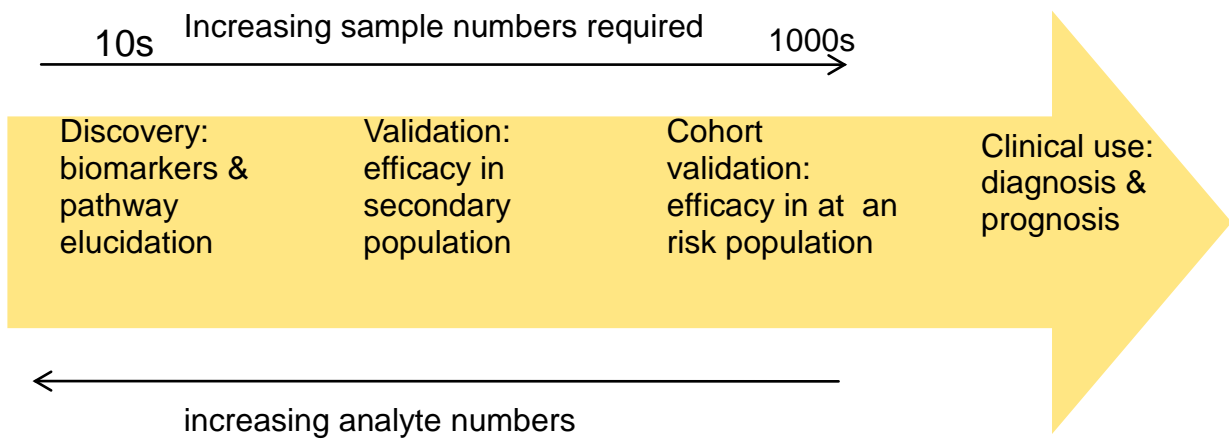 Increasing sample numbers required
10s
1000s
Discovery:
biomarkers &
pathway
elucidation
Validation:
efficacy in
secondary
population
Cohort
validation:
efficacy in at  an
risk population
Clinical use:
diagnosis &
prognosis
increasing analyte numbers